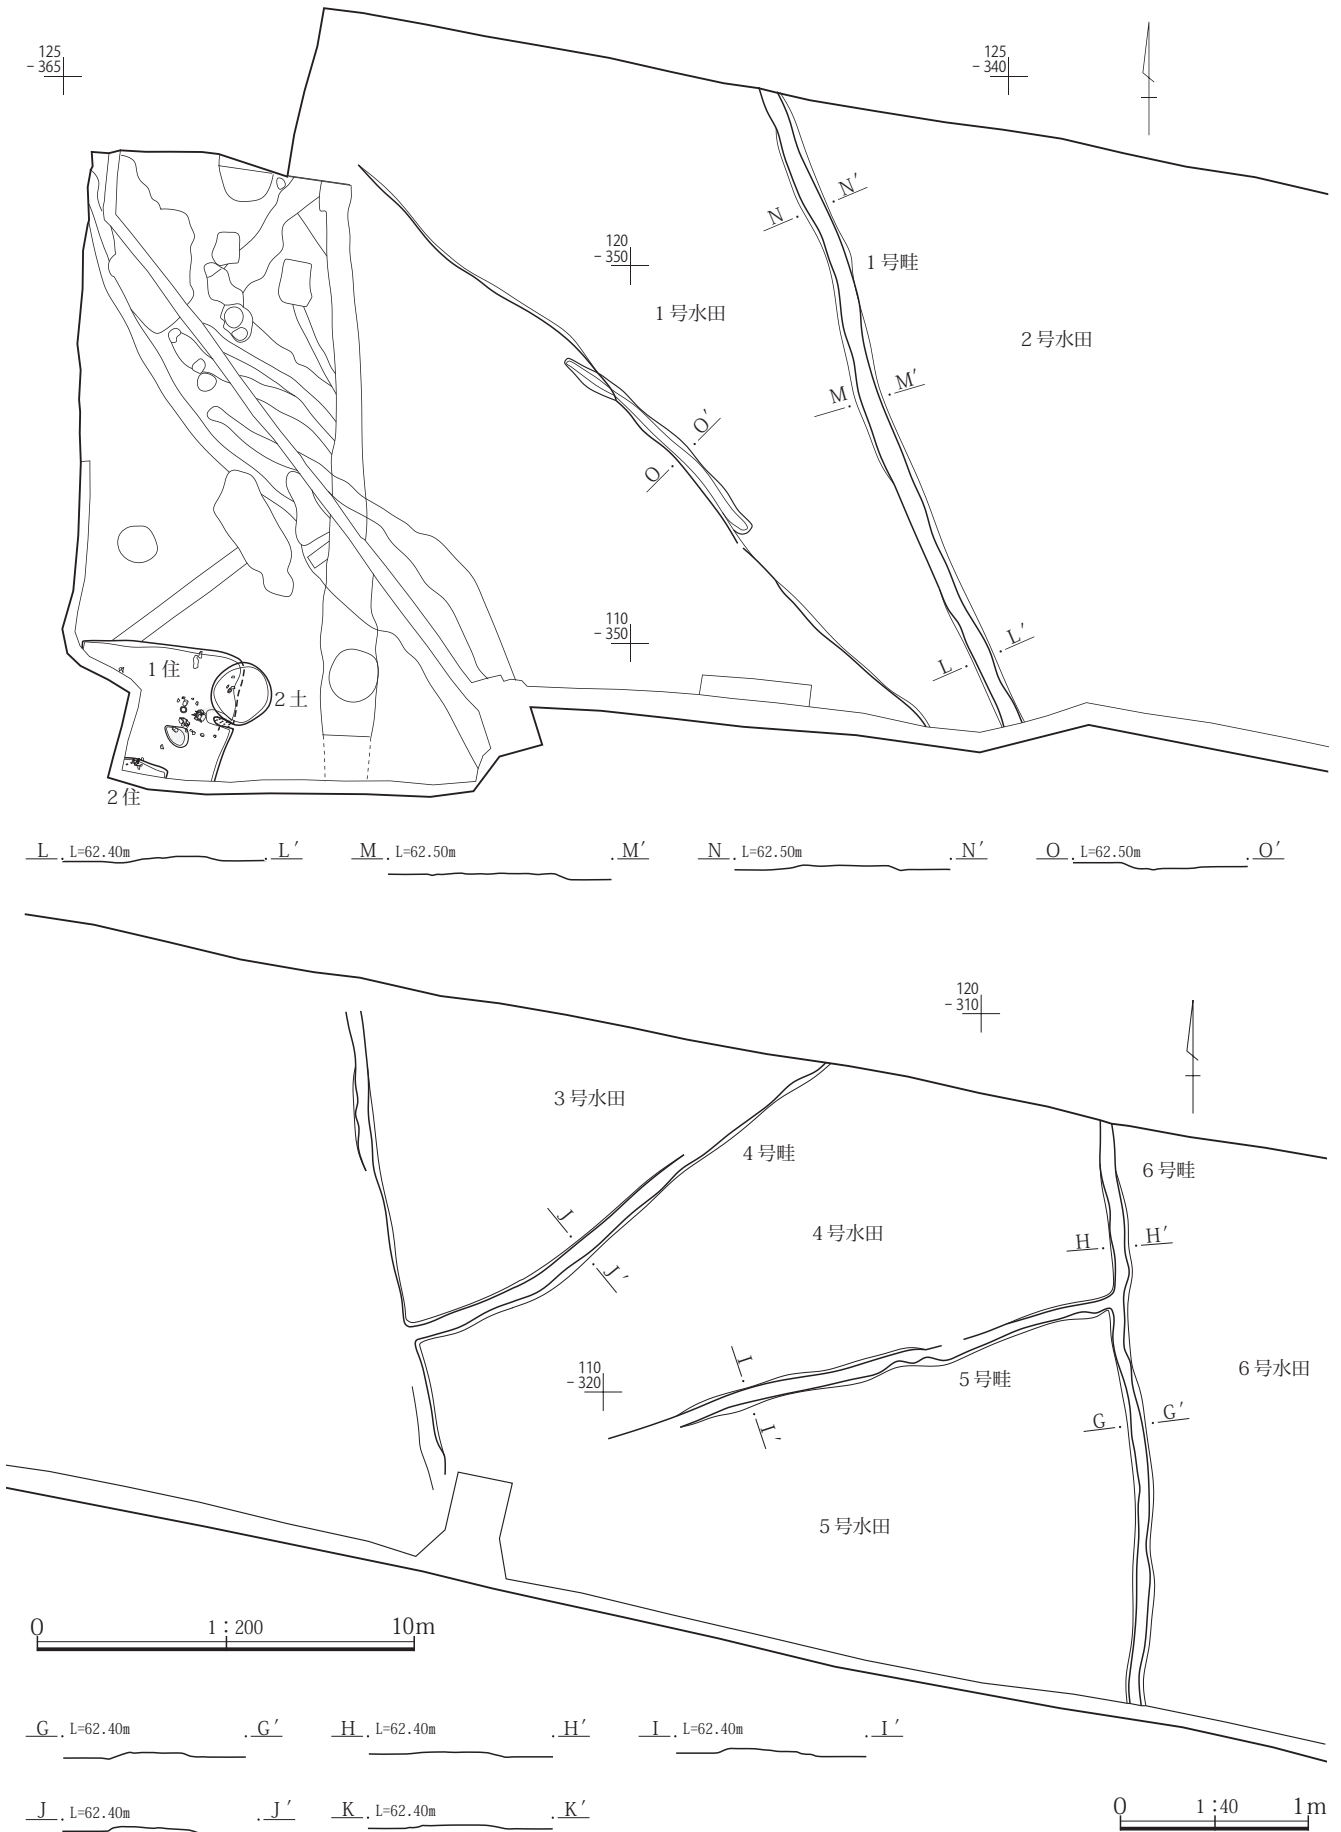 125
-365
125
-340
N N′
120
-350
1号畦
1号水田
2号水田
M M′
O O′
110
-350
L L′
1住
2土
2住
L L=62.40m L′ M L=62.50m M′ N L=62.50m N′ O L=62.50m O′
120
-310
3号水田
4号畦
6号畦
J J′
4号水田
H H′
110
-320
I I′
5号畦
6号水田
G G′
5号水田
0 1:200 10m
G L=62.40m G′ H L=62.40m H′ I L=62.40m I′
J L=62.40m J′ K L=62.40m K′
0 1:40 1m